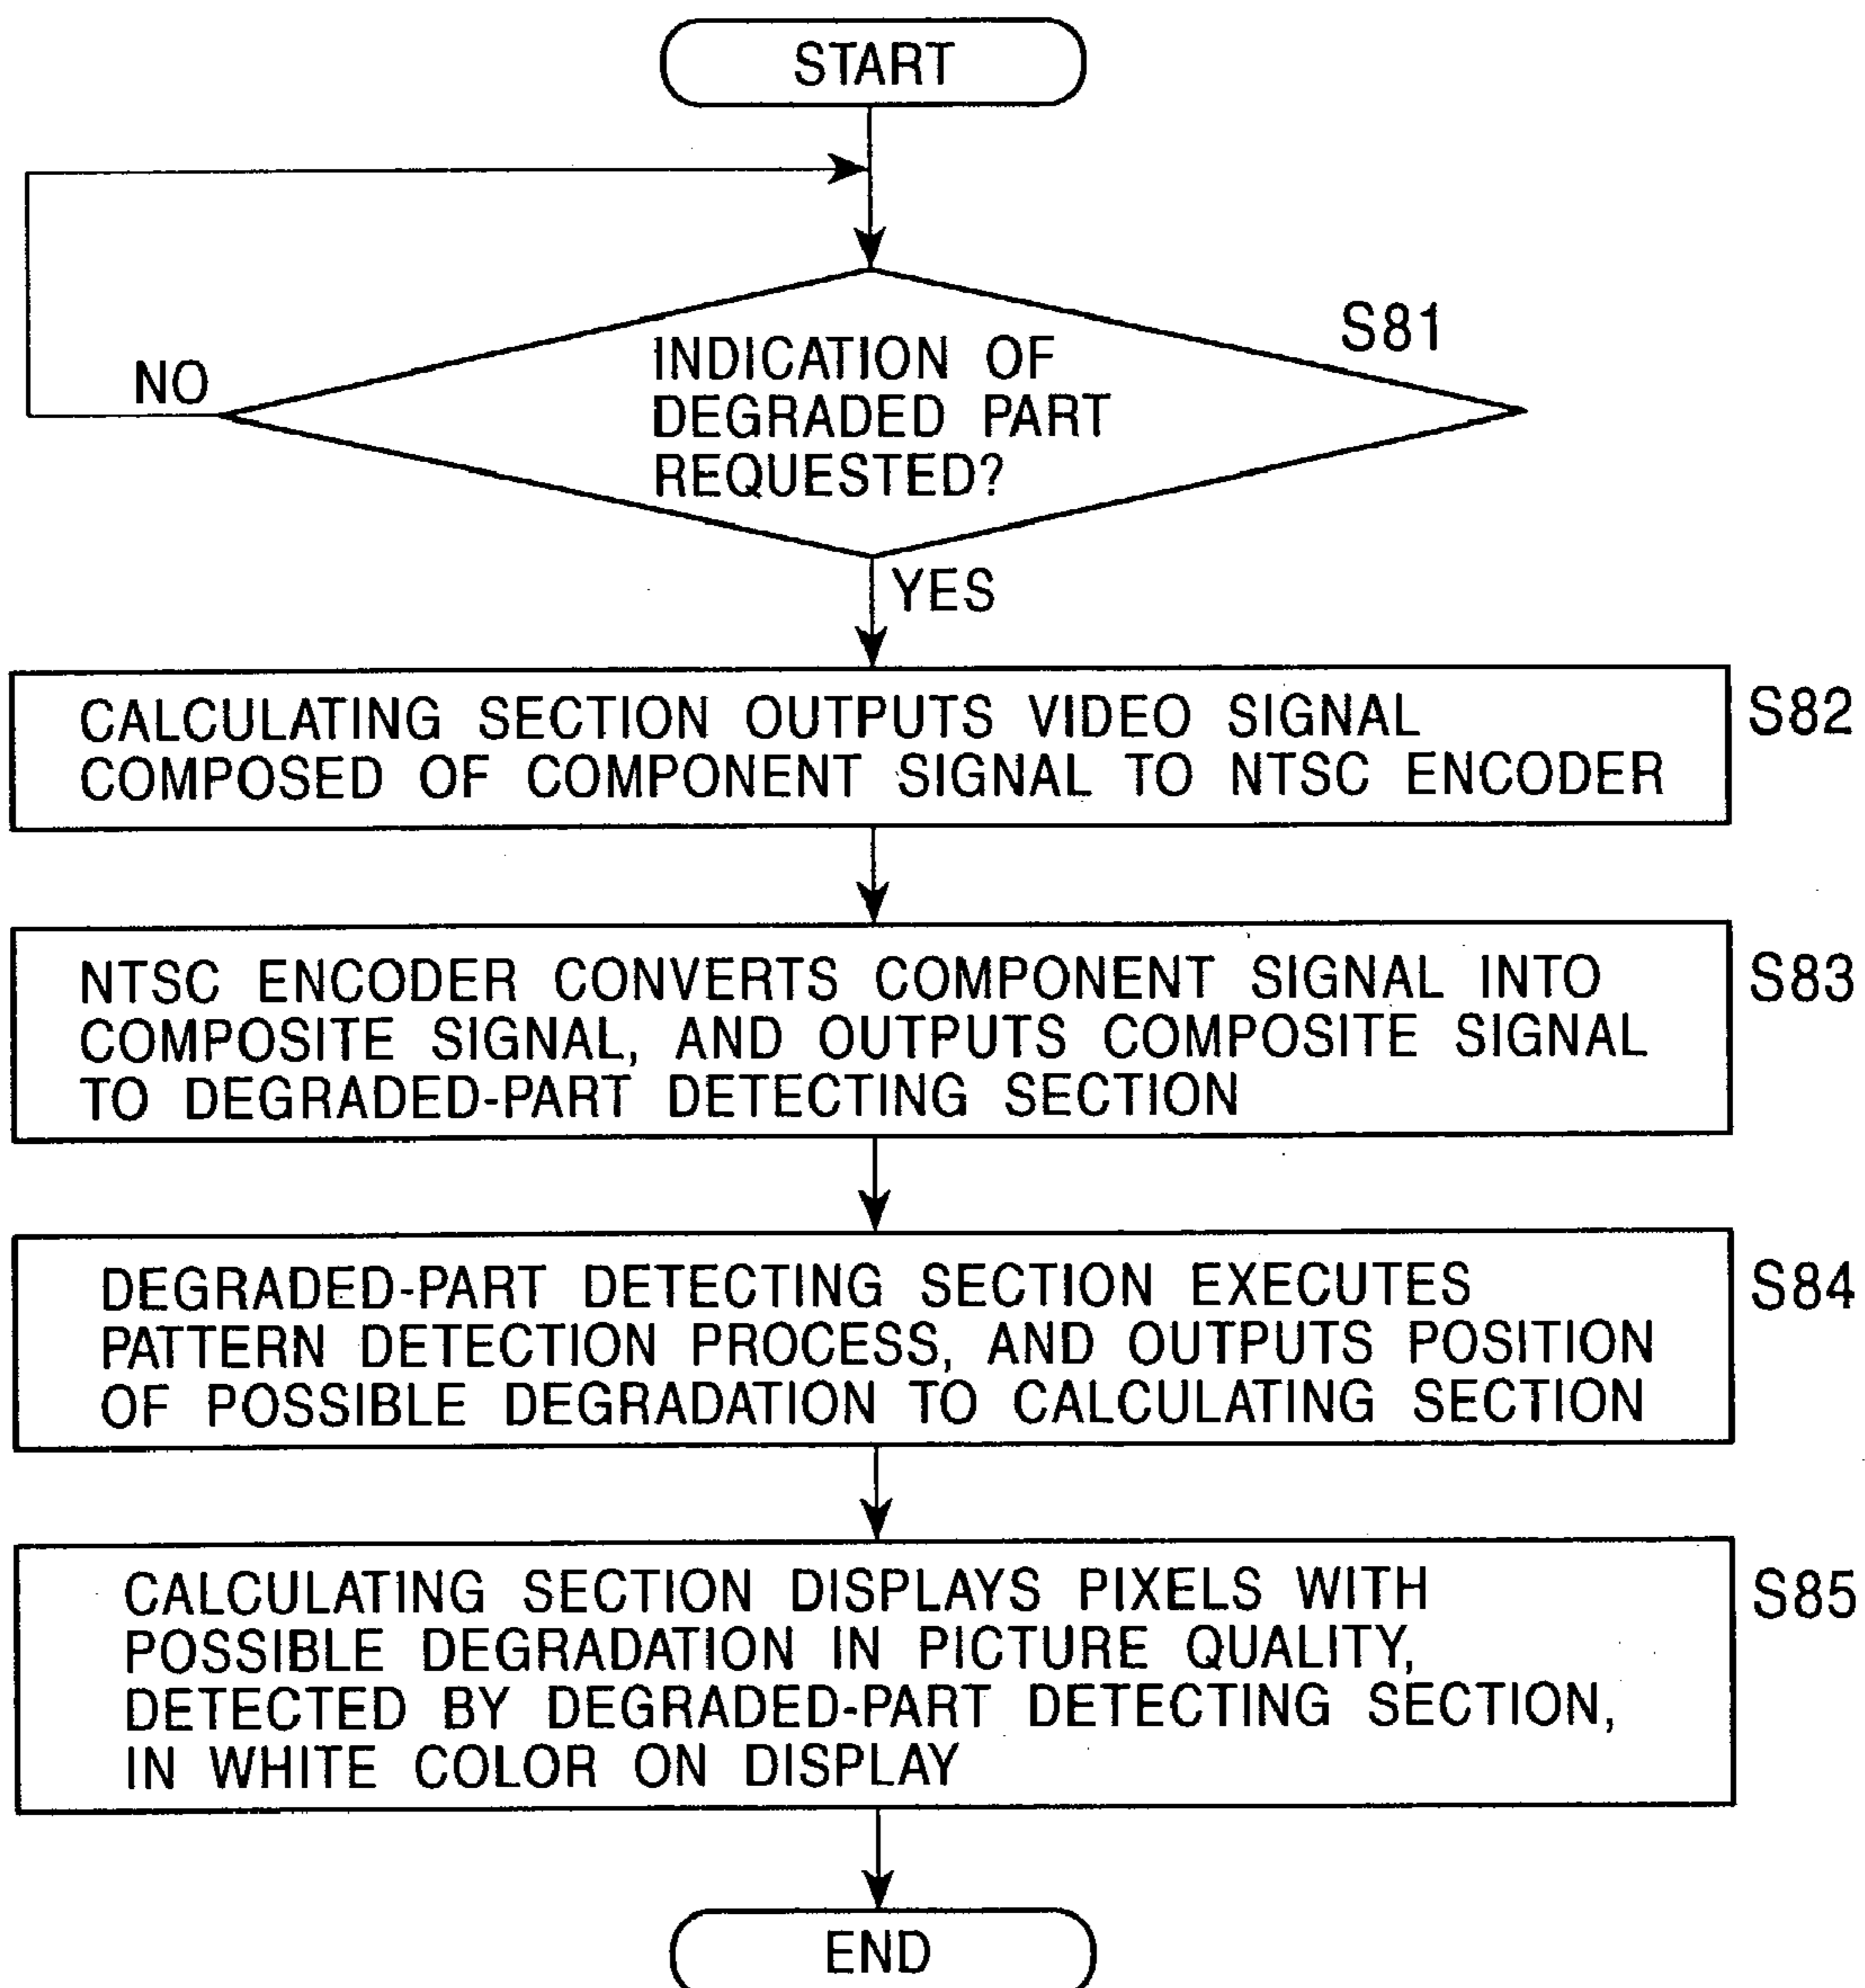 START
S81
INDICATION OF
DEGRADED PART
REQUESTED?
NO
YES
S82
CALCULATING SECTION OUTPUTS VIDEO SIGNAL
COMPOSED OF COMPONENT SIGNAL TO NTSC ENCODER
S83
NTSC ENCODER CONVERTS COMPONENT SIGNAL INTO
COMPOSITE SIGNAL, AND OUTPUTS COMPOSITE SIGNAL
TO DEGRADED-PART DETECTING SECTION
S84
DEGRADED-PART DETECTING SECTION EXECUTES
PATTERN DETECTION PROCESS, AND OUTPUTS POSITION
OF POSSIBLE DEGRADATION TO CALCULATING SECTION
S85
CALCULATING SECTION DISPLAYS PIXELS WITH
POSSIBLE DEGRADATION IN PICTURE QUALITY,
DETECTED BY DEGRADED-PART DETECTING SECTION,
IN WHITE COLOR ON DISPLAY
END